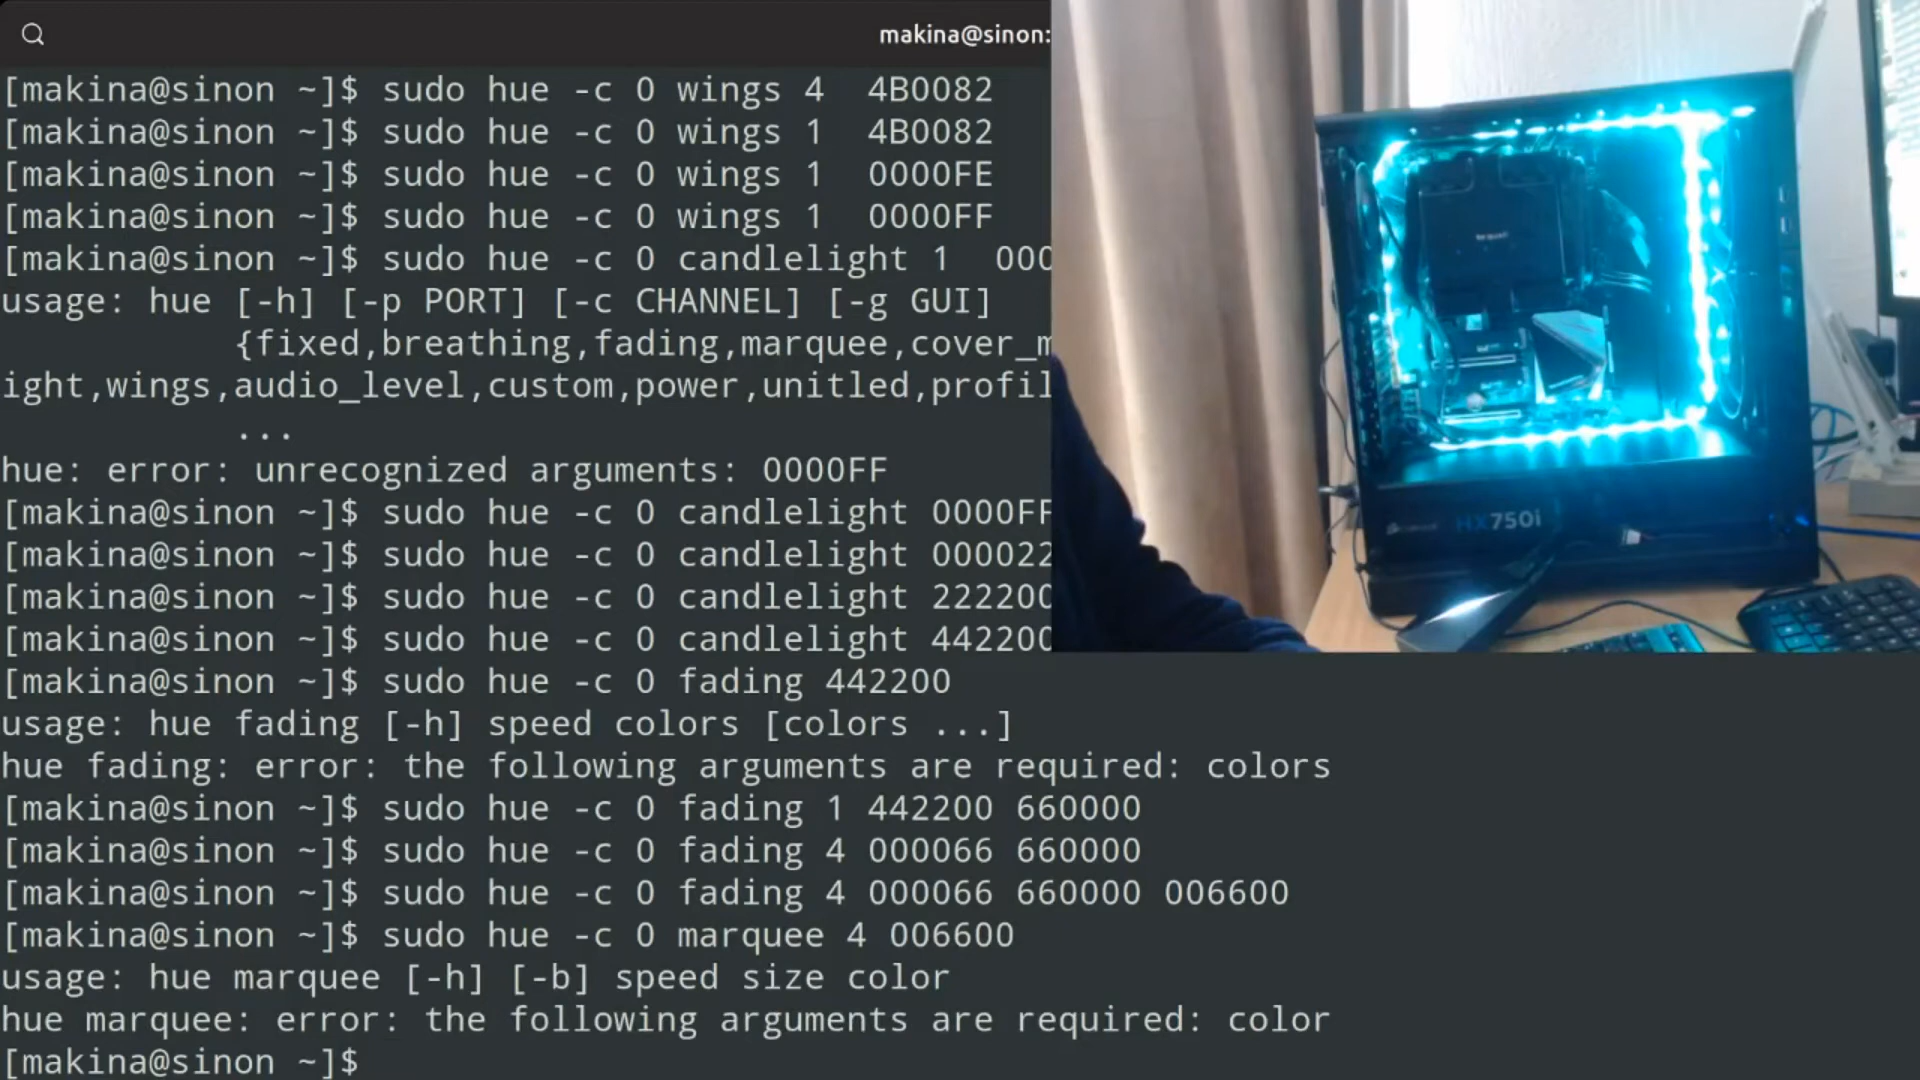 makina@sinon:
[makina@sinon ~]$ sudo hue -c 0 wings 4  4B0082
[makina@sinon ~]$ sudo hue -c 0 wings 1  4B0082
[makina@sinon ~]$ sudo hue -c 0 wings 1  0000FE
[makina@sinon ~]$ sudo hue -c 0 wings 1  0000FF
[makina@sinon ~]$ sudo hue -c 0 candlelight 1  000
usage: hue [-h] [-p PORT] [-c CHANNEL] [-g GUI]
           {fixed,breathing,fading,marquee,cover_m
ight,wings,audio_level,custom,power,unitled,profil
           ...
hue: error: unrecognized arguments: 0000FF
[makina@sinon ~]$ sudo hue -c 0 candlelight 0000FF
[makina@sinon ~]$ sudo hue -c 0 candlelight 000022
[makina@sinon ~]$ sudo hue -c 0 candlelight 222200
[makina@sinon ~]$ sudo hue -c 0 candlelight 442200
[makina@sinon ~]$ sudo hue -c 0 fading 442200
usage: hue fading [-h] speed colors [colors ...]
hue fading: error: the following arguments are required: colors
[makina@sinon ~]$ sudo hue -c 0 fading 1 442200 660000
[makina@sinon ~]$ sudo hue -c 0 fading 4 000066 660000
[makina@sinon ~]$ sudo hue -c 0 fading 4 000066 660000 006600
[makina@sinon ~]$ sudo hue -c 0 marquee 4 006600
usage: hue marquee [-h] [-b] speed size color
hue marquee: error: the following arguments are required: color
[makina@sinon ~]$
HX750i